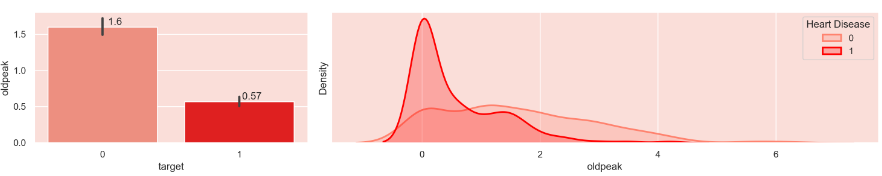 oldpeak
1.5
1.0
0.5
0.0
1.6
0.57
0
1
target
Density
Heart Disease
0
1
0
2
4
6
oldpeak